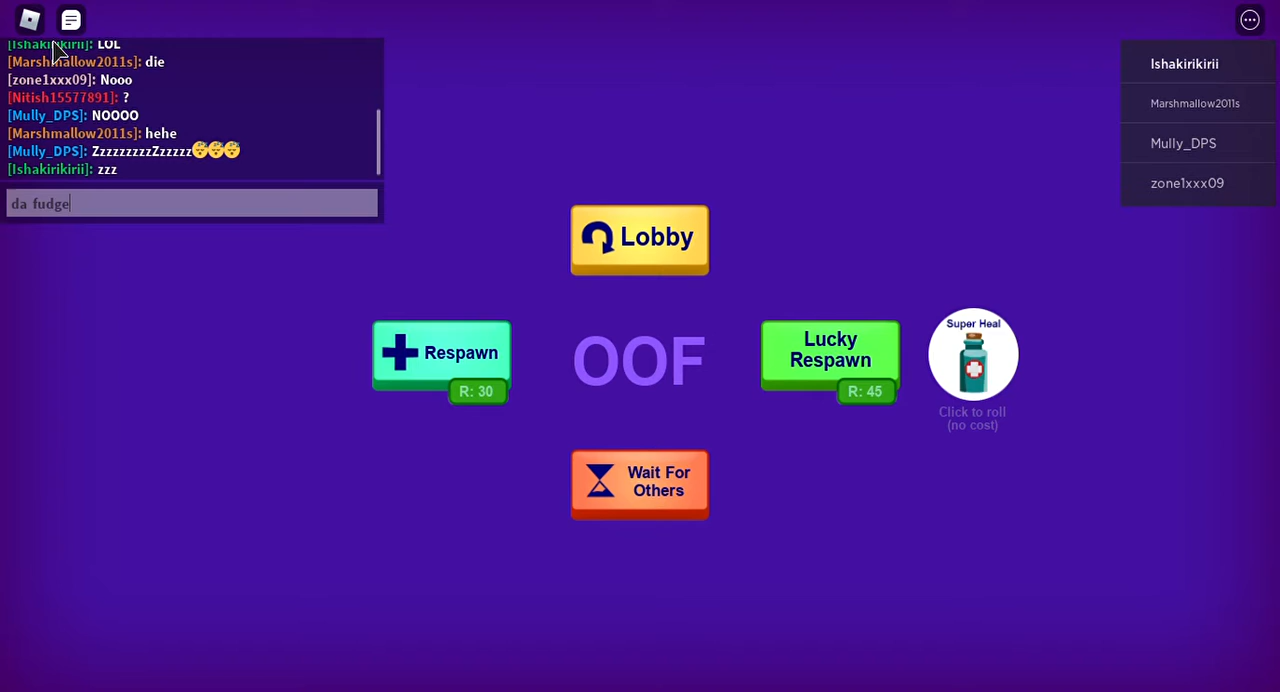 [Ishakirikirii]: LOL
[Marshmallow2011s]: die
[zone1xxx09]: Nooo
[Nitish15577891]: ?
[Mully_DPS]: NOOOO
[Marshmallow2011s]: hehe
[Mully_DPS]: ZzzzzzzzzZzzzzz😴😴😴
[Ishakirikirii]: zzz
da fudge
Ishakirikirii
Marshmallow2011s
Mully_DPS
zone1xxx09
Lobby
Respawn
R: 30
OOF
Lucky
Respawn
R: 45
Super Heal
Click to roll
(no cost)
Wait For
Others